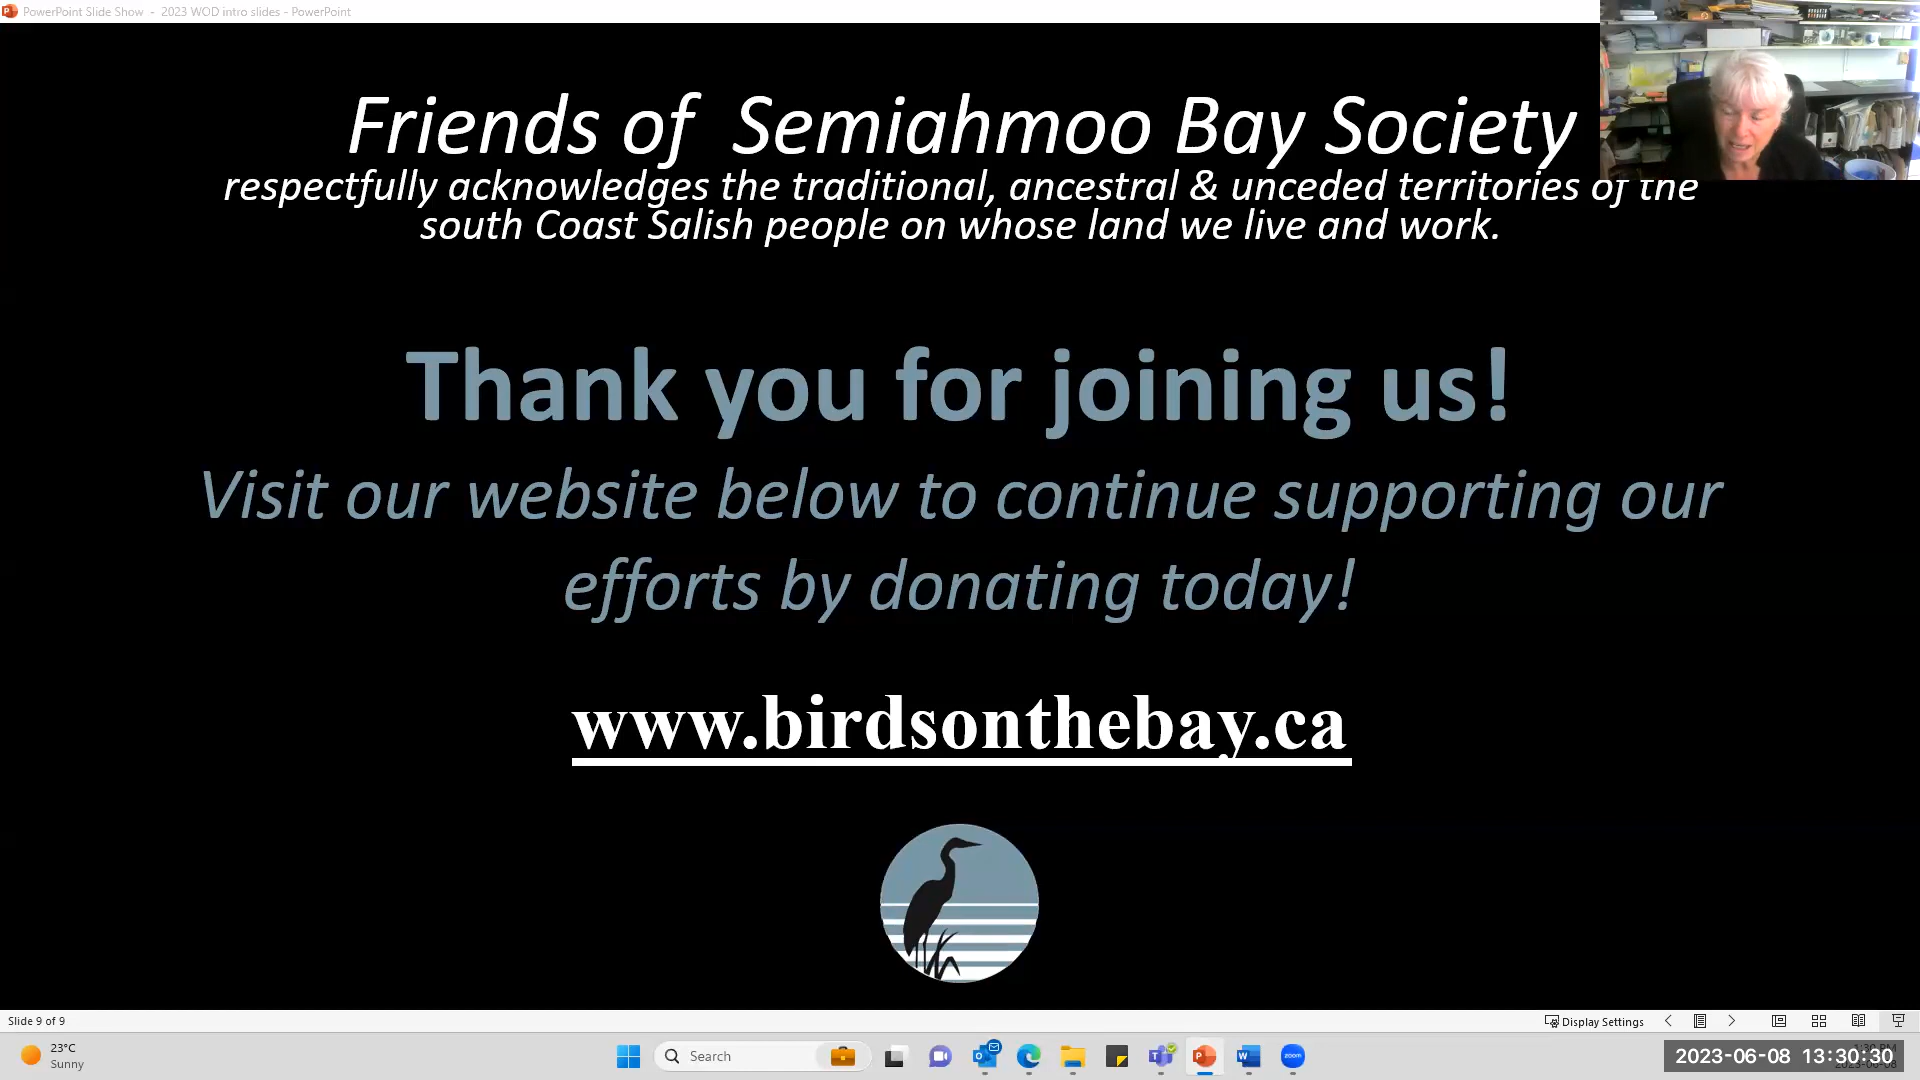 PowerPoint Slide Show - 2023 WOD intro slides - PowerPoint
Friends of Semiahmoo Bay Society
respectfully acknowledges the traditional, ancestral & unceded territories of the
south Coast Salish people on whose land we live and work.
Thank you for joining us!
Visit our website below to continue supporting our
efforts by donating today!
www.birdsonthebay.ca
Slide 9 of 9
Display Settings
23°C
Sunny
Search
zoom
2023-06-08 13:30:30